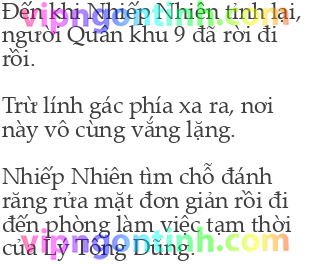 vipngontinh.com
Đến khi Nhiếp Nhiên tỉnh lại,
người Quân khu 9 đã rời đi
rồi.
Trừ lính gác phía xa ra, nơi
này vô cùng vắng lặng.
Nhiếp Nhiên tìm chỗ đánh
răng rửa mặt đơn giản rồi đi
đến phòng làm việc tạm thời
của Lý Tông Dũng.
vipngontinh.com